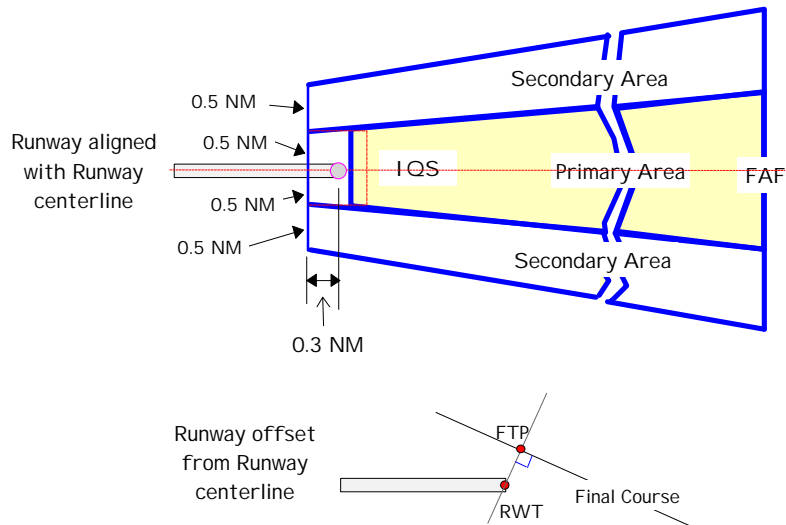 Secondary Area
0.5 NM
Runway aligned
with Runway
centerline
0.5 NM
IQS
Primary Area
FAF
0.5 NM
0.5 NM
Secondary Area
0.3 NM
Runway offset
from Runway
centerline
FTP
RWT
Final Course